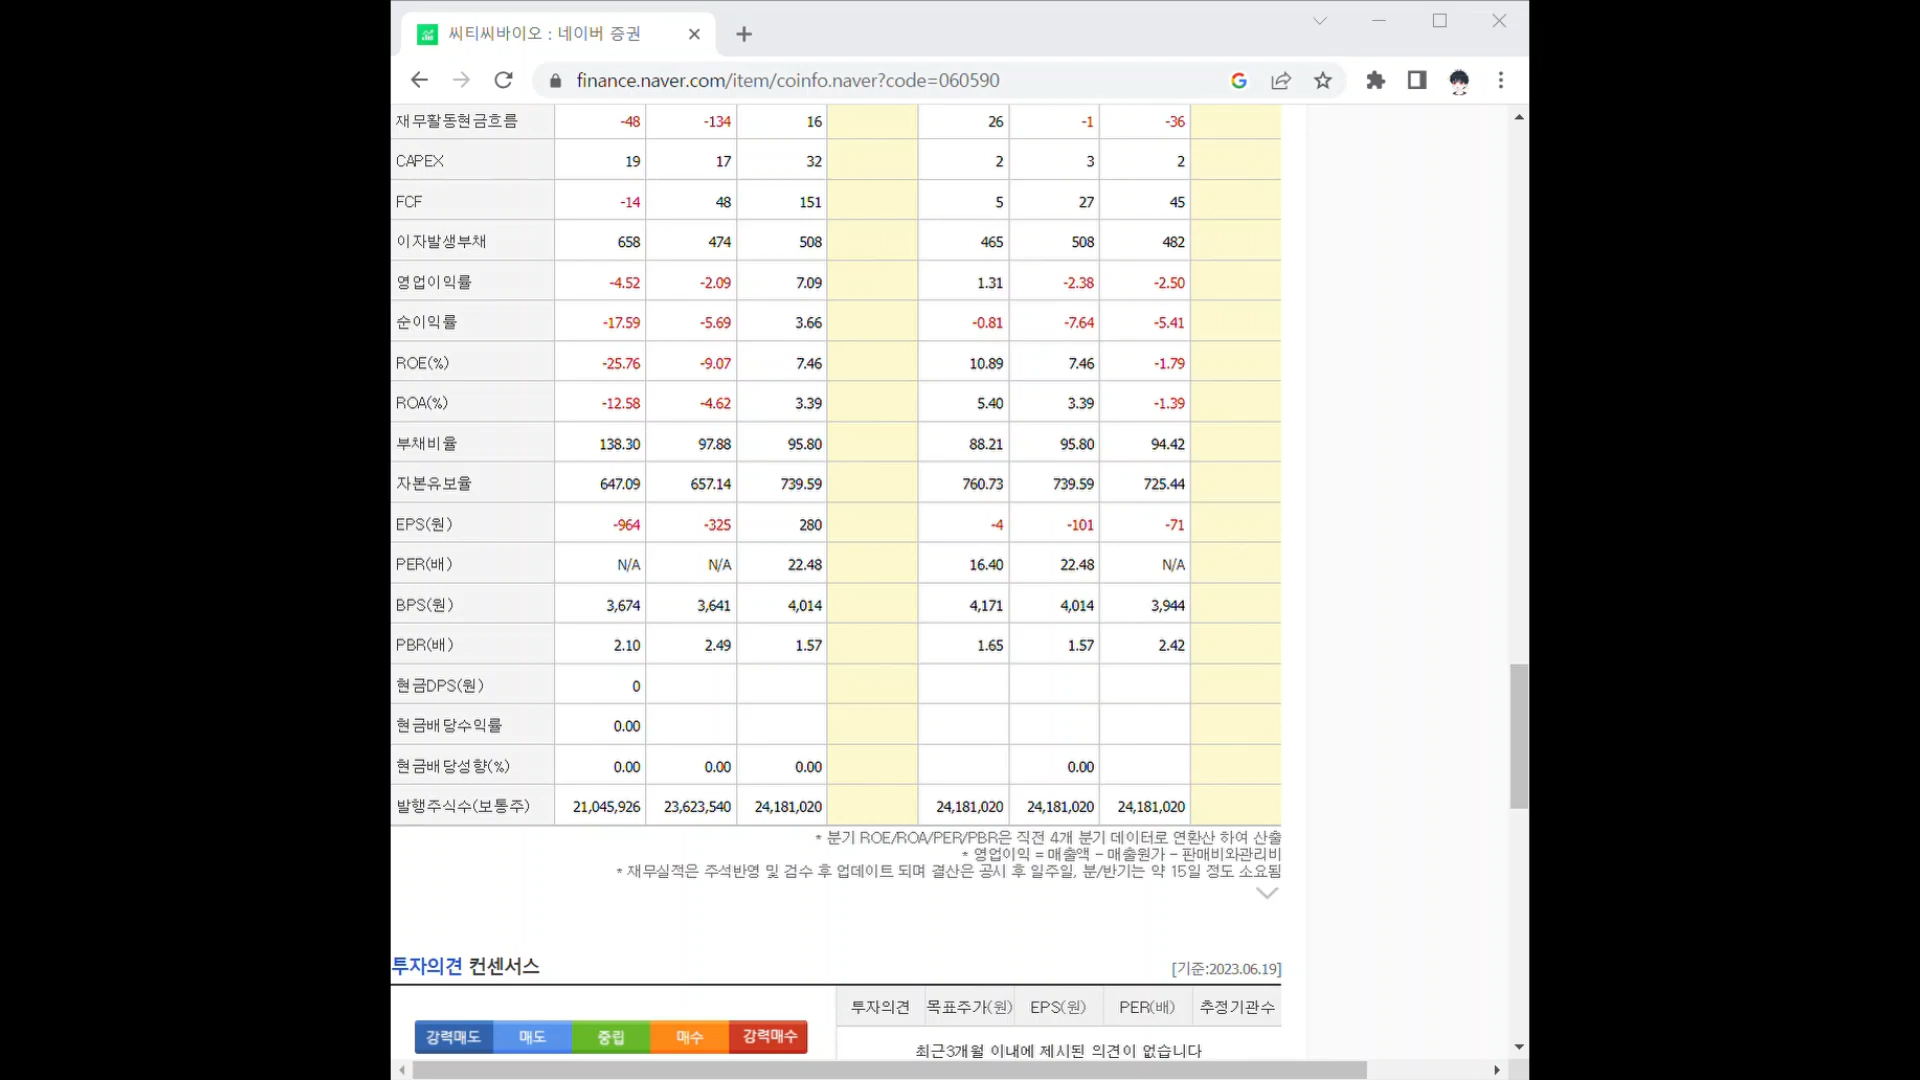 씨티씨바이오 : 네이버 증권
finance.naver.com/item/coinfo.naver?code=060590
재무활동현금흐름 -48 -134 16 26 -1 -36
CAPEX 19 17 32 2 3 2
FCF -14 48 151 5 27 45
이자발생부채 658 474 508 465 508 482
영업이익률 -4.52 -2.09 7.09 1.31 -2.38 -2.50
순이익률 -17.59 -5.69 3.66 -0.81 -7.64 -5.41
ROE(%) -25.76 -9.07 7.46 10.89 7.46 -1.79
ROA(%) -12.58 -4.62 3.39 5.40 3.39 -1.39
부채비율 138.30 97.88 95.80 88.21 95.80 94.42
자본유보율 647.09 657.14 739.59 760.73 739.59 725.44
EPS(원) -964 -325 280 -4 -101 -71
PER(배) N/A N/A 22.48 16.40 22.48 N/A
BPS(원) 3,674 3,641 4,014 4,171 4,014 3,944
PBR(배) 2.10 2.49 1.57 1.65 1.57 2.42
현금DPS(원) 0
현금배당수익률 0.00
현금배당성향(%) 0.00 0.00 0.00 0.00
발행주식수(보통주) 21,045,926 23,623,540 24,181,020 24,181,020 24,181,020 24,181,020
* 분기 ROE/ROA/PER/PBR은 직전 4개 분기 데이터로 연환산 하여 산출
* 영업이익 = 매출액 - 매출원가 - 판매비와관리비
* 재무실적은 주석반영 및 검수 후 업데이트 되며 결산은 공시 후 일주일, 분/반기는 약 15일 정도 소요됨
투자의견 컨센서스 [기준:2023.06.19]
투자의견 목표주가(원) EPS(원) PER(배) 추정기관수
강력매도 매도 중립 매수 강력매수
최근3개월 이내에 제시된 의견이 없습니다